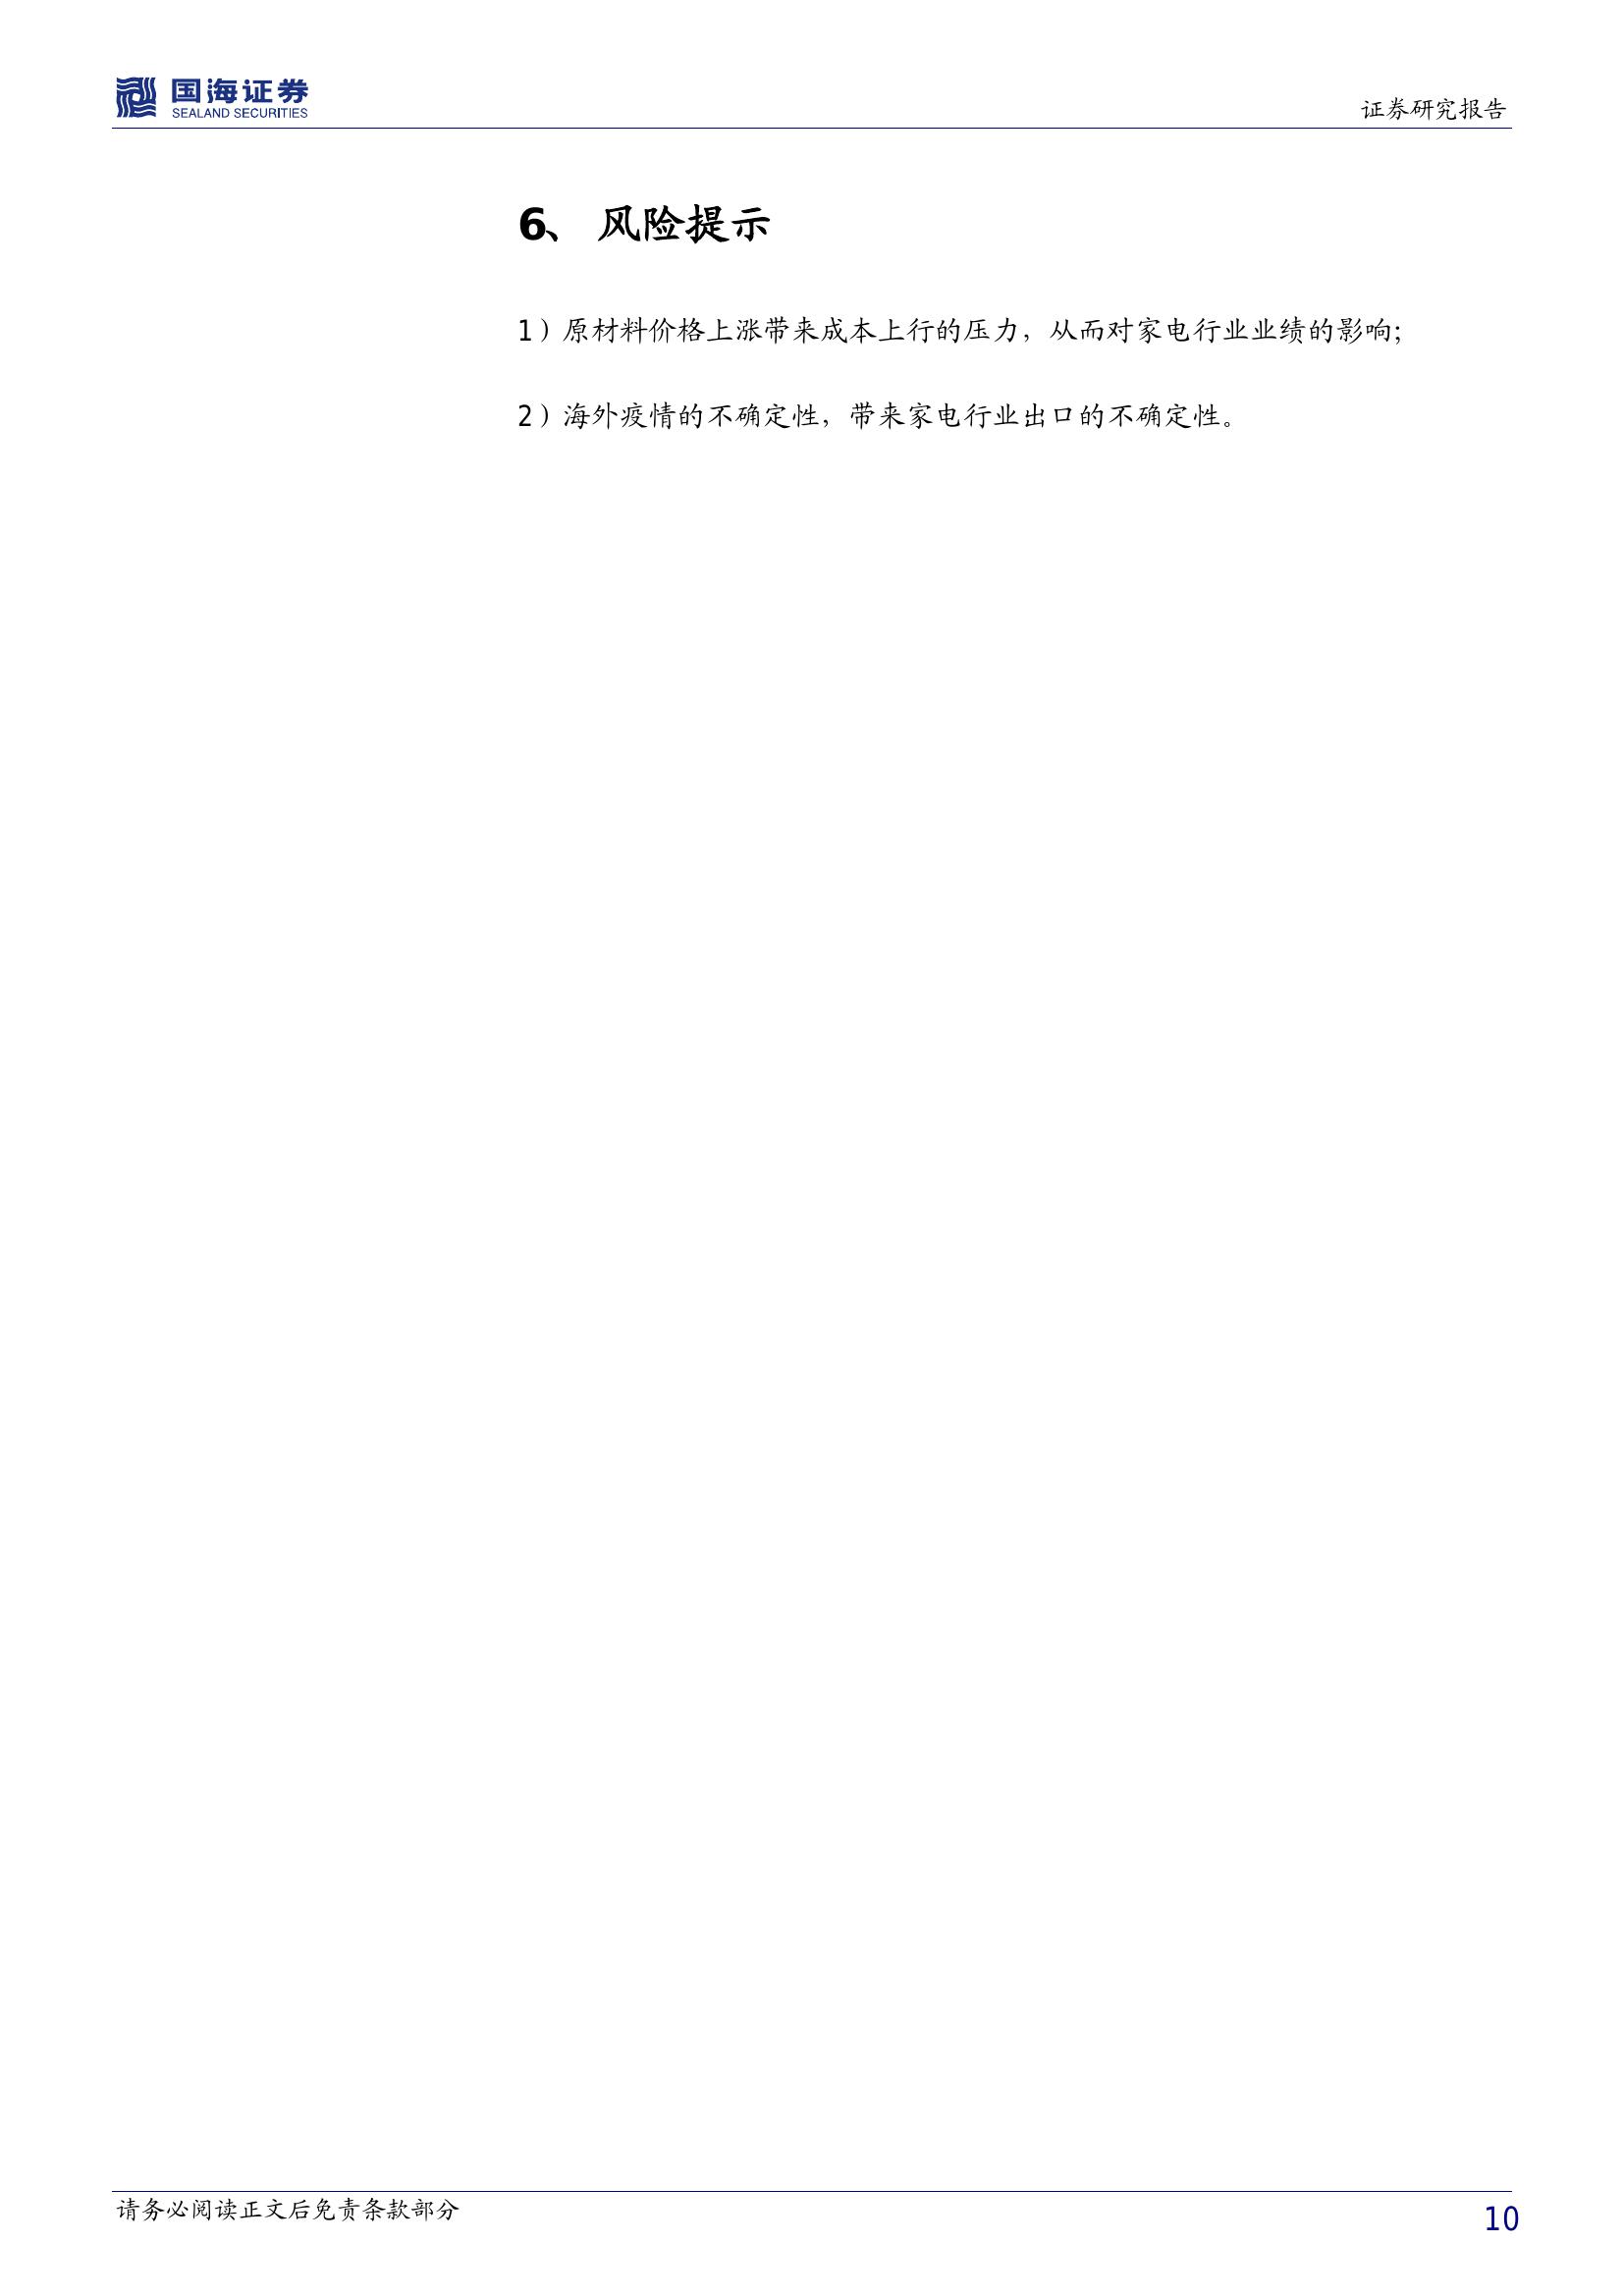 国海证券
SEALAND SECURITIES
证券研究报告
6、 风险提示
1）原材料价格上涨带来成本上行的压力，从而对家电行业业绩的影响；
2）海外疫情的不确定性，带来家电行业出口的不确定性。
请务必阅读正文后免责条款部分
10